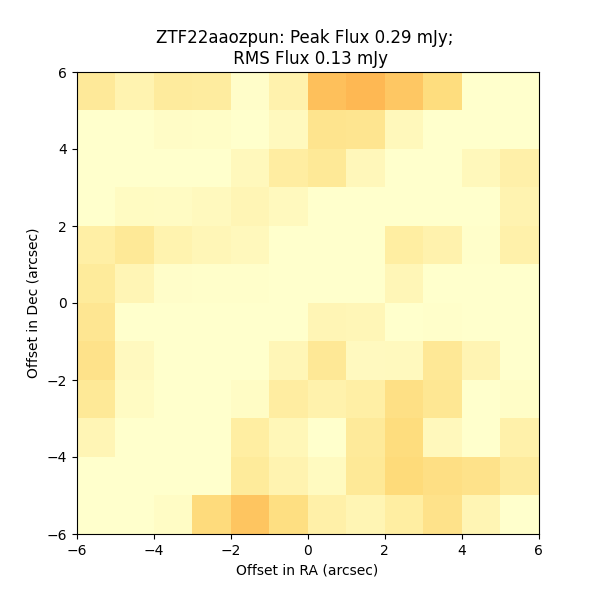 ZTF22aaozpun: Peak Flux 0.29 mJy;
RMS Flux 0.13 mJy
6
4
2
0
−2
−4
−6
Offset in Dec (arcsec)
−6 −4 −2 0 2 4 6
Offset in RA (arcsec)